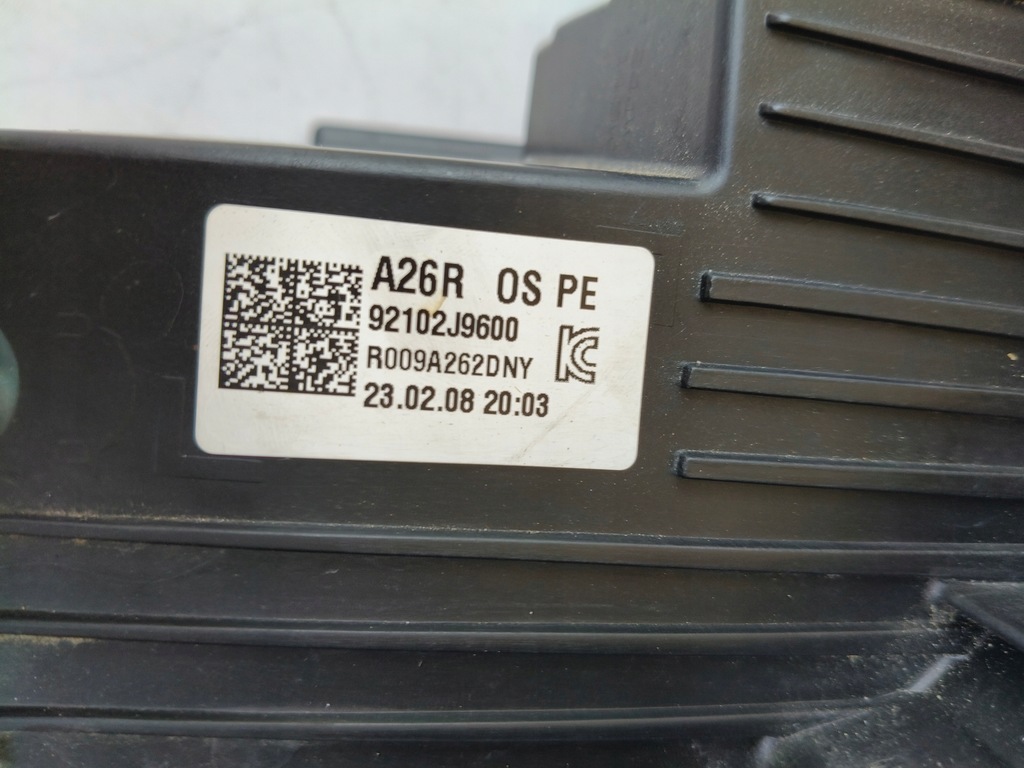 A26R OS PE
92102J9600
R009A262DNY
23.02.08 20:03